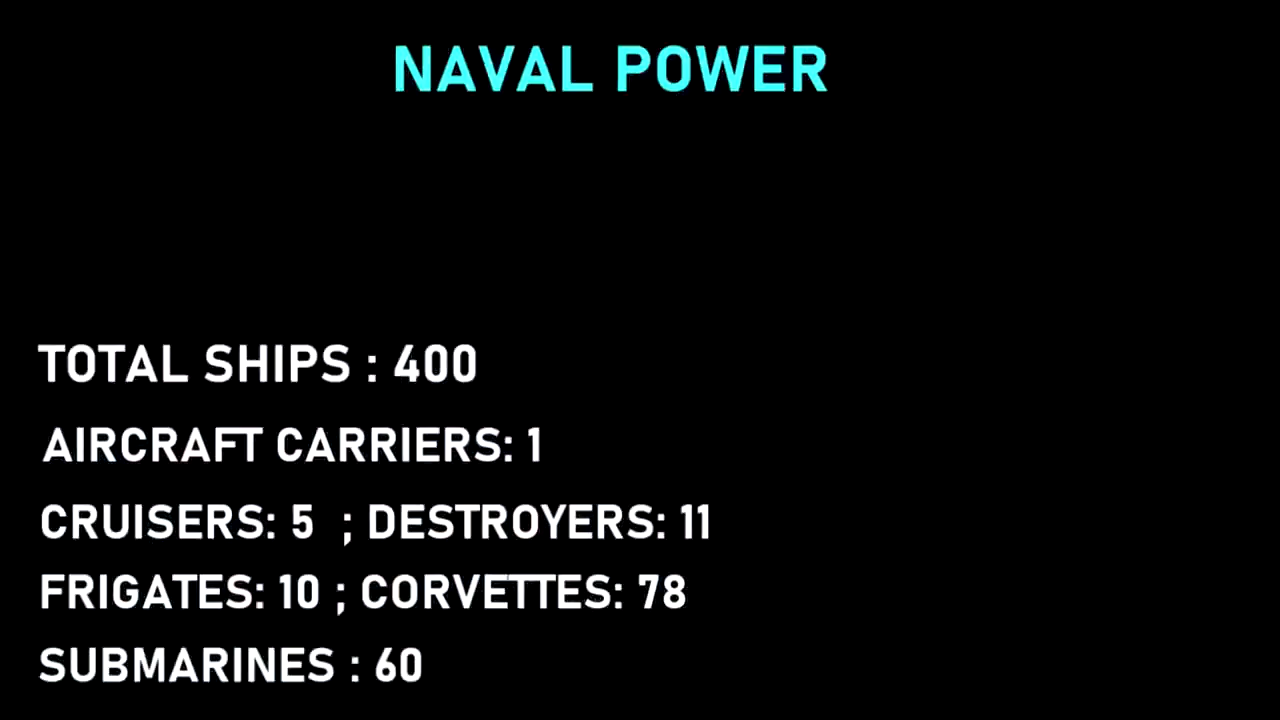 NAVAL POWER
TOTAL SHIPS : 400
AIRCRAFT CARRIERS: 1
CRUISERS: 5 ; DESTROYERS: 11
FRIGATES: 10 ; CORVETTES: 78
SUBMARINES : 60